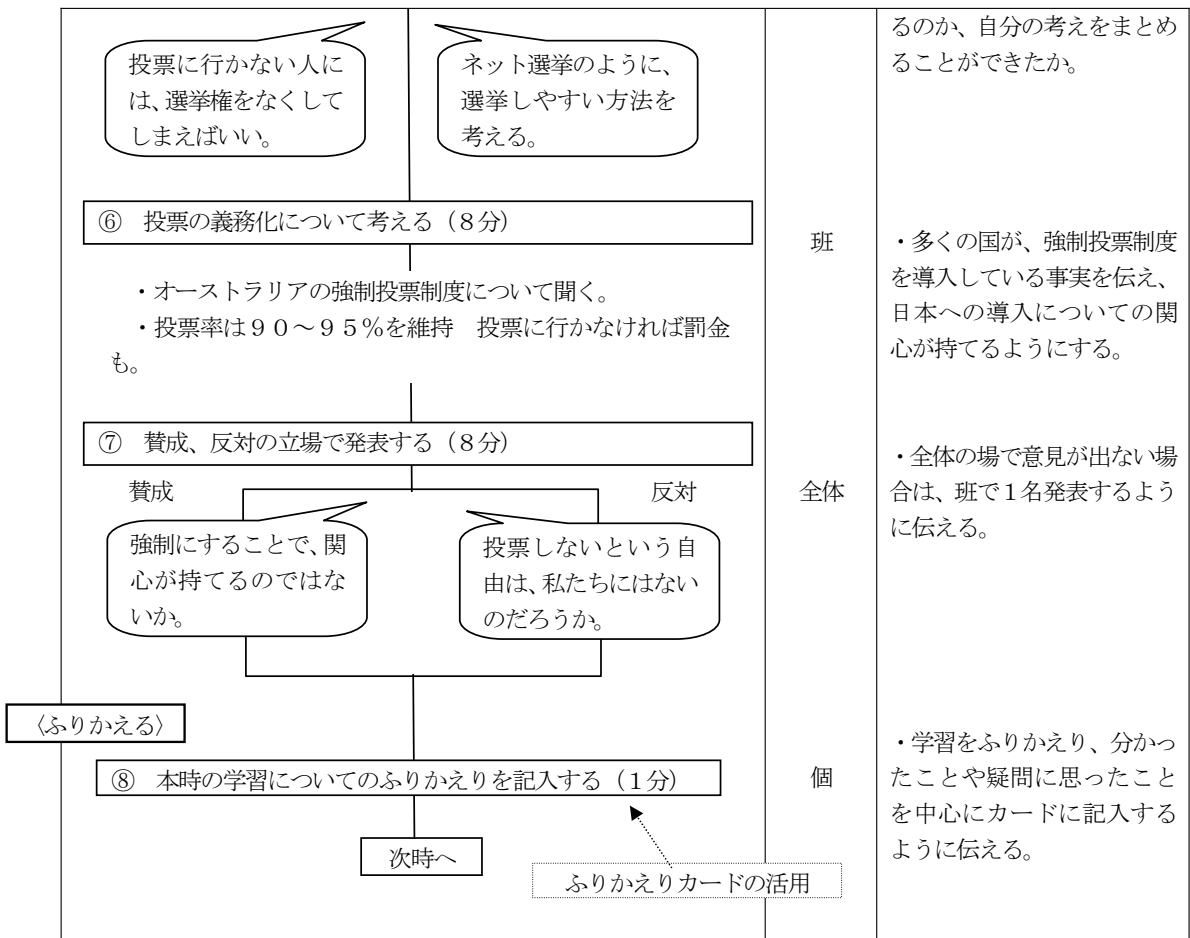 るのか、自分の考えをまとめ
ることができたか。
投票に行かない人に
は、選挙権をなくして
しまえばいい。
ネット選挙のように、
選挙しやすい方法を
考える。
⑥ 投票の義務化について考える（８分）
班
・多くの国が、強制投票制度
を導入している事実を伝え、
日本への導入についての関
心が持てるようにする。
・オーストラリアの強制投票制度について聞く。
・投票率は９０～９５％を維持 投票に行かなければ罰金
も。
⑦ 賛成、反対の立場で発表する（８分）
全体
・全体の場で意見が出ない場
合は、班で１名発表するよう
に伝える。
賛成
反対
強制にすることで、関
心が持てるのではな
いか。
投票しないという自
由は、私たちにはない
のだろうか。
〈ふりかえる〉
⑧ 本時の学習についてのふりかえりを記入する（１分）
個
・学習をふりかえり、分かっ
たことや疑問に思ったこと
を中心にカードに記入する
ように伝える。
次時へ
ふりかえりカードの活用